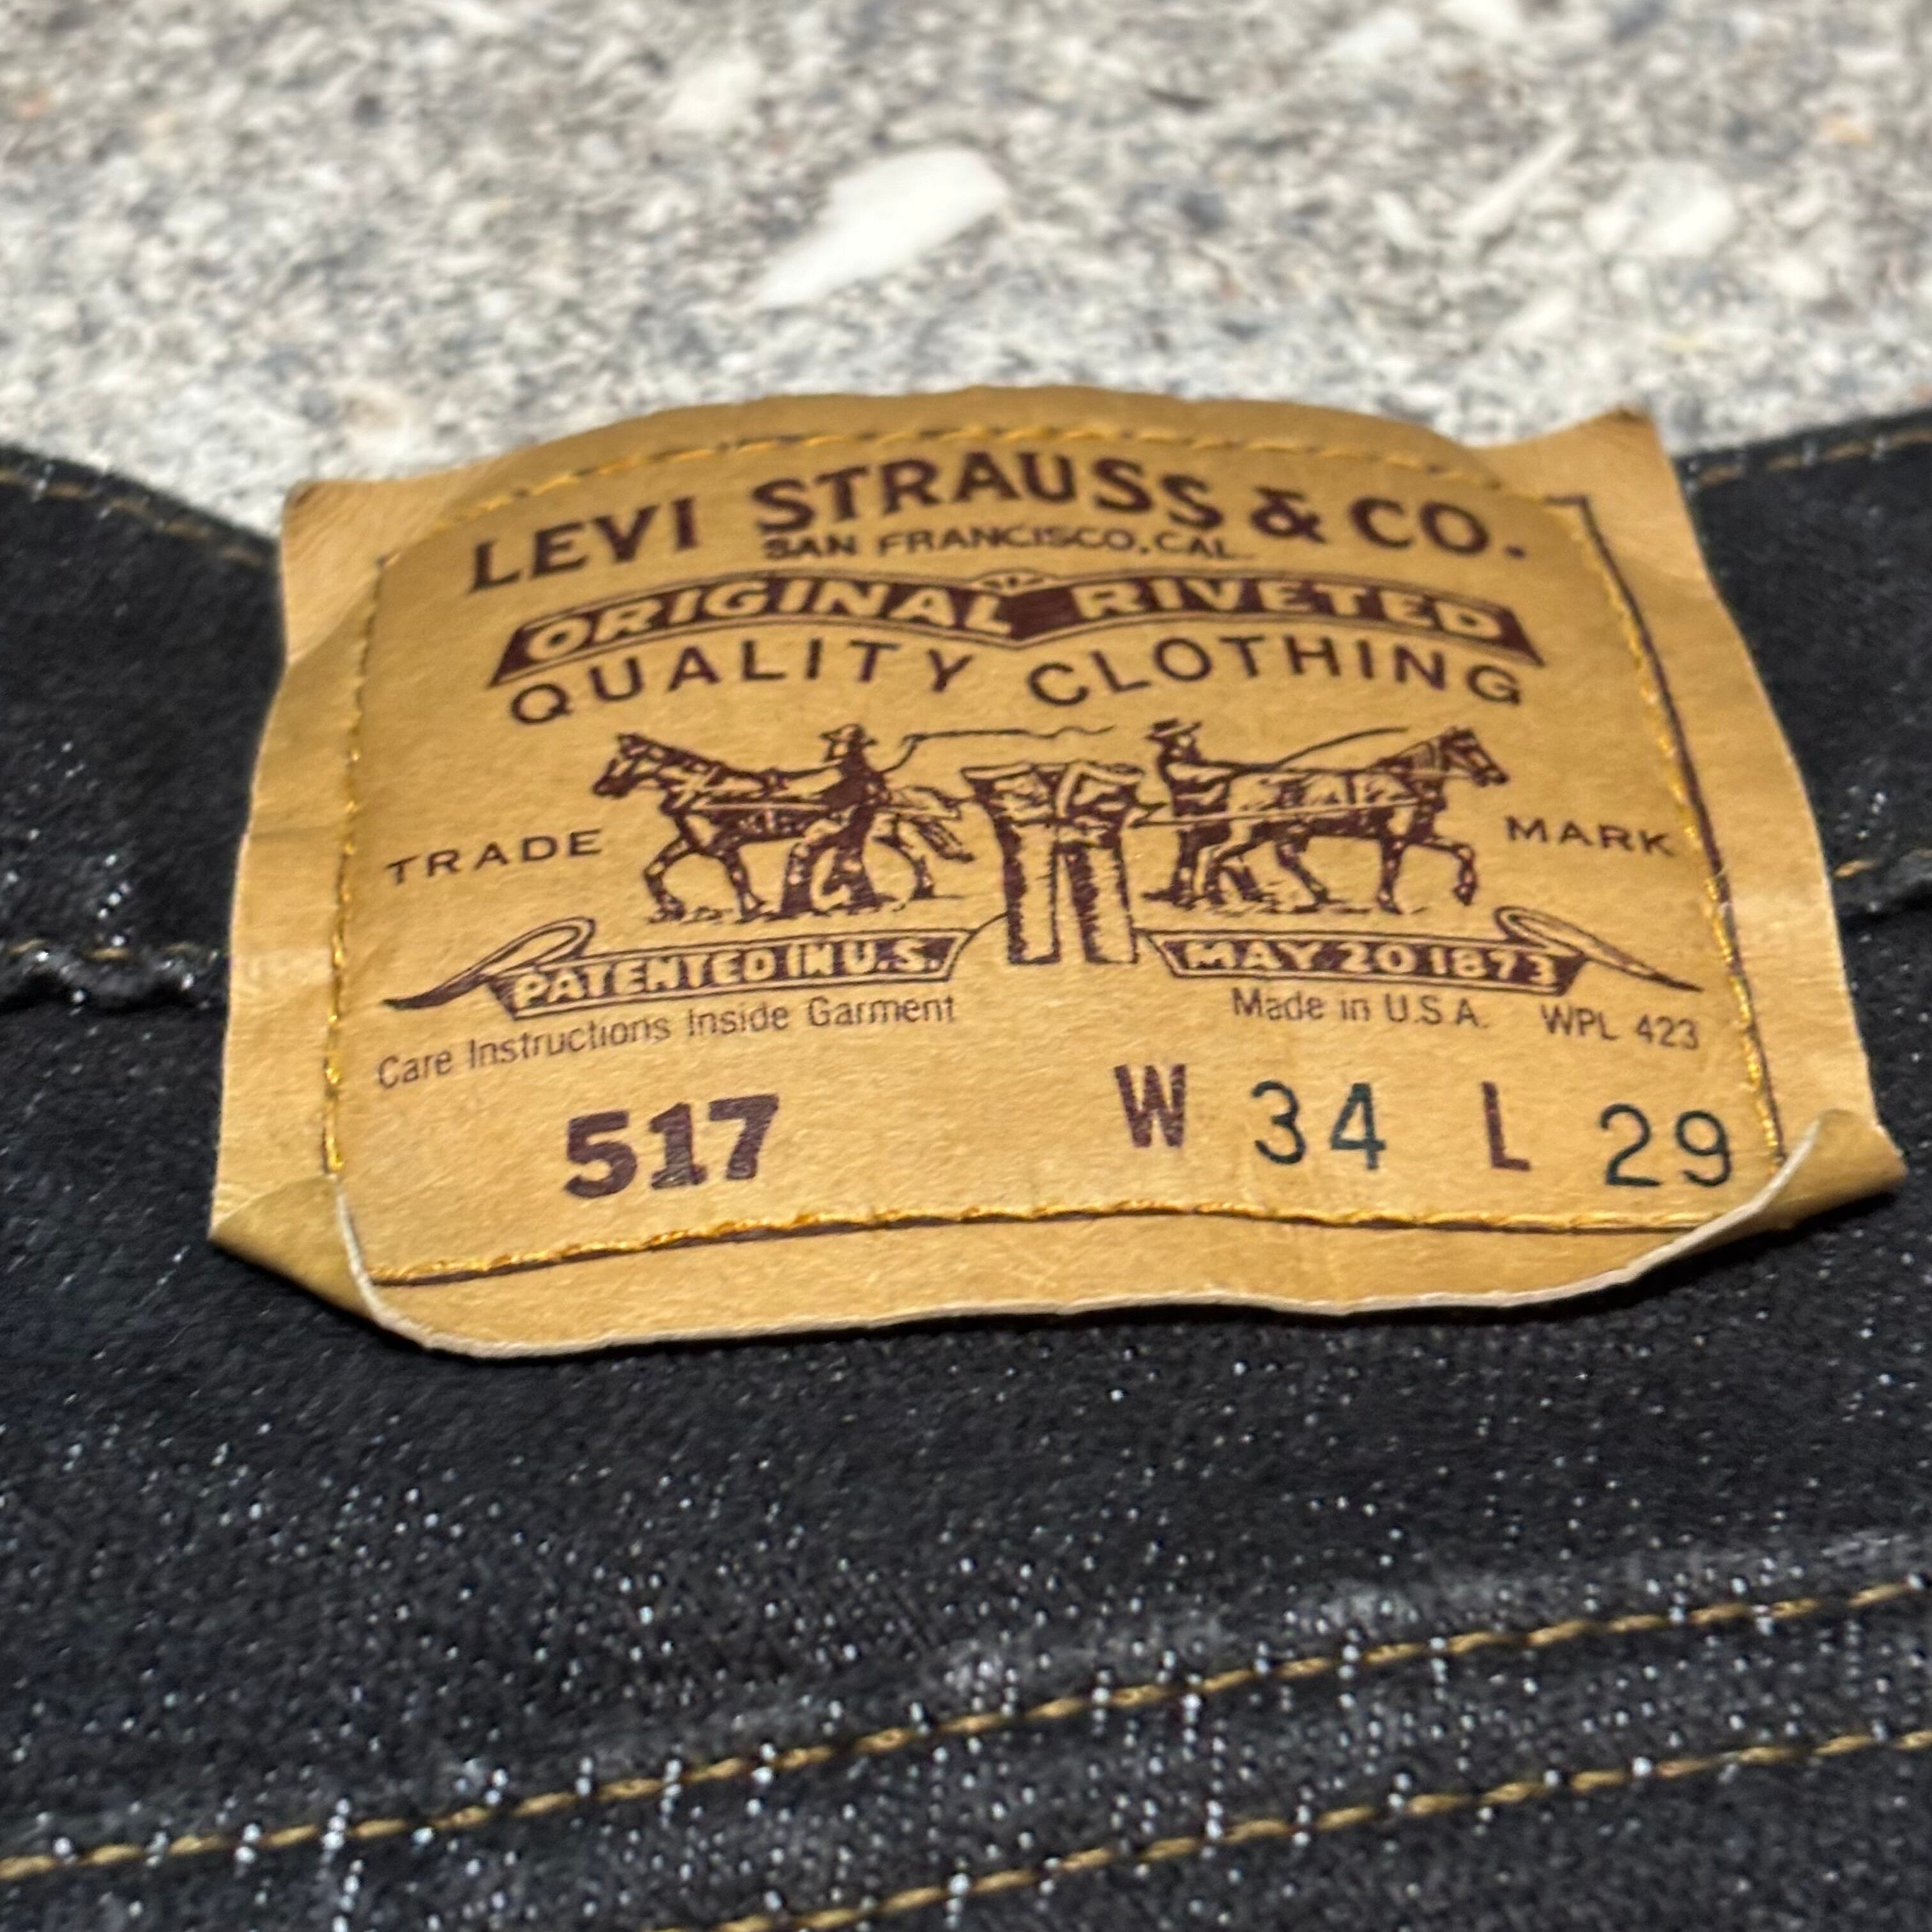 LEVI STRAUSS & CO.
SAN FRANCISCO, CAL.
ORIGINAL RIVETED
QUALITY CLOTHING
TRADE MARK
PATENTED IN U.S. MAY 20 1873
Care Instructions Inside Garment Made in U.S.A. WPL 423
517 W 34 L 29